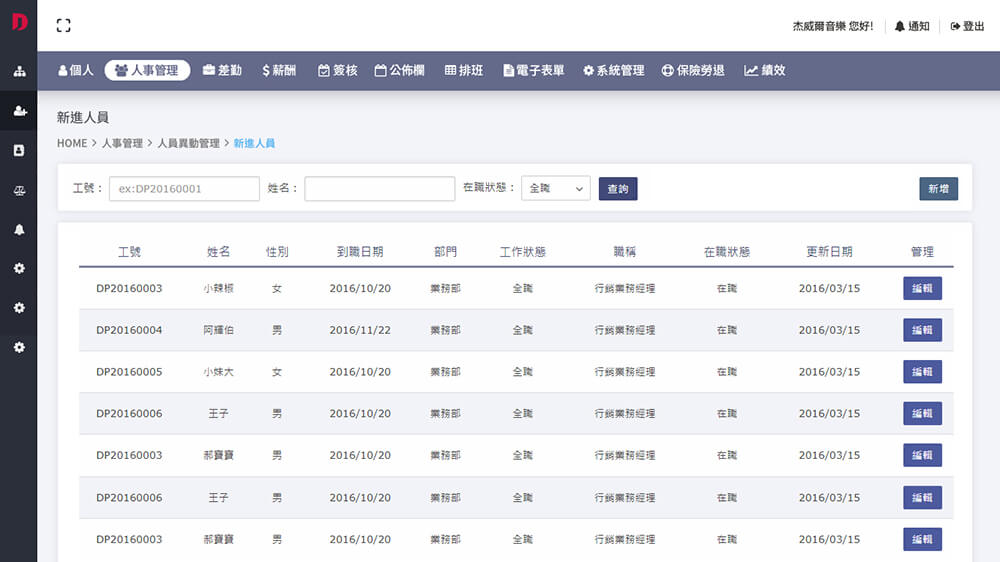 D
杰威爾音樂 您好! 通知 登出
個人 人事管理 差勤 薪酬 簽核 公佈欄 排班 電子表單 系統管理 保險勞退 績效
新進人員
HOME > 人事管理 > 人員異動管理 > 新進人員
工號： ex:DP20160001 姓名： 在職狀態： 全職 查詢 新增
工號 姓名 性別 到職日期 部門 工作狀態 職稱 在職狀態 更新日期 管理
DP20160003 小辣椒 女 2016/10/20 業務部 全職 行銷業務經理 在職 2016/03/15 編輯
DP20160004 阿輝伯 男 2016/11/22 業務部 全職 行銷業務經理 在職 2016/03/15 編輯
DP20160005 小妹大 女 2016/10/20 業務部 全職 行銷業務經理 在職 2016/03/15 編輯
DP20160006 王子 男 2016/10/20 業務部 全職 行銷業務經理 在職 2016/03/15 編輯
DP20160003 郝寶寶 男 2016/10/20 業務部 全職 行銷業務經理 在職 2016/03/15 編輯
DP20160006 王子 男 2016/10/20 業務部 全職 行銷業務經理 在職 2016/03/15 編輯
DP20160003 郝寶寶 男 2016/10/20 業務部 全職 行銷業務經理 在職 2016/03/15 編輯